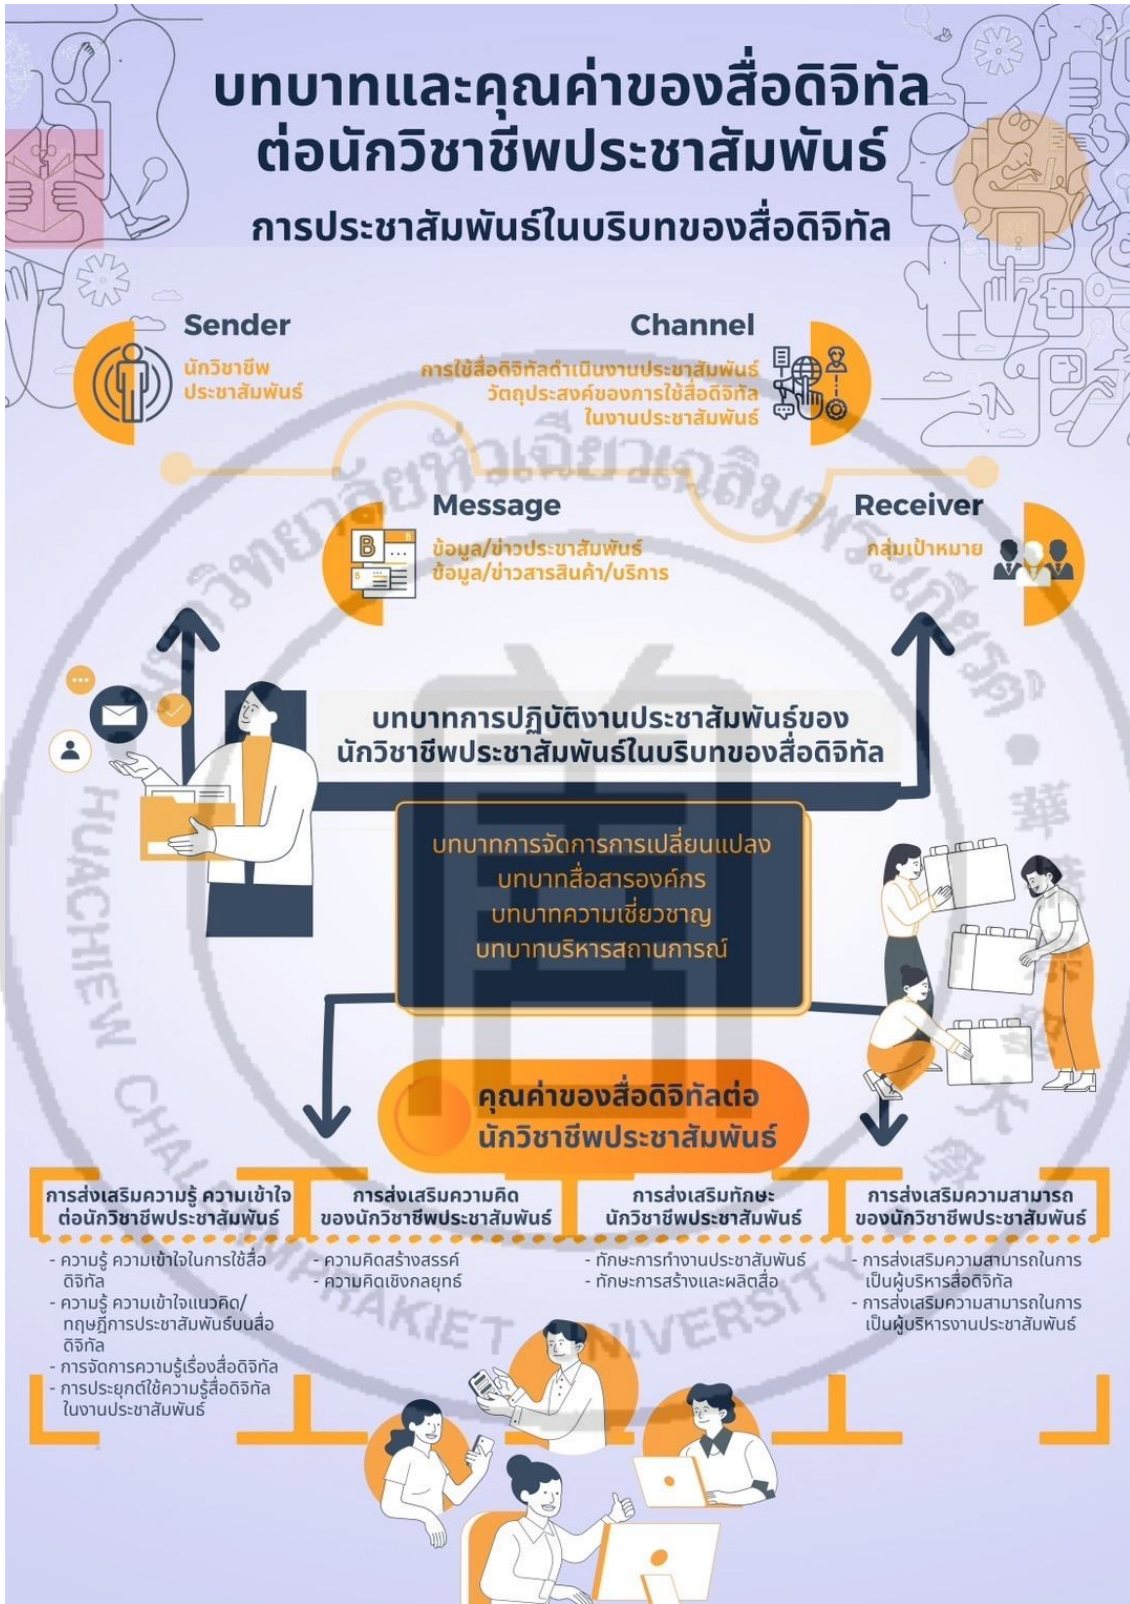 บทบาทและคุณค่าของสื่อดิจิทัล
ต่อนักวิชาชีพประชาสัมพันธ์
การประชาสัมพันธ์ในบริบทของสื่อดิจิทัล
Sender
นักวิชาชีพ
ประชาสัมพันธ์
Channel
การใช้สื่อดิจิทัลดำเนินงานประชาสัมพันธ์
วัตถุประสงค์ของการใช้สื่อดิจิทัล
ในงานประชาสัมพันธ์
Message
ข้อมูล/ข่าวประชาสัมพันธ์
ข้อมูล/ข่าวสารสินค้า/บริการ
Receiver
กลุ่มเป้าหมาย
บทบาทการปฏิบัติงานประชาสัมพันธ์ของ
นักวิชาชีพประชาสัมพันธ์ในบริบทของสื่อดิจิทัล
บทบาทการจัดการการเปลี่ยนแปลง
บทบาทสื่อสารองค์กร
บทบาทความเชี่ยวชาญ
บทบาทบริหารสถานการณ์
คุณค่าของสื่อดิจิทัลต่อ
นักวิชาชีพประชาสัมพันธ์
การส่งเสริมความรู้ ความเข้าใจ
ต่อนักวิชาชีพประชาสัมพันธ์
- ความรู้ ความเข้าใจในการใช้สื่อ
ดิจิทัล
- ความรู้ ความเข้าใจแนวคิด/
ทฤษฎีการประชาสัมพันธ์บนสื่อ
ดิจิทัล
- การจัดการความรู้เรื่องสื่อดิจิทัล
- การประยุกต์ใช้ความรู้สื่อดิจิทัล
ในงานประชาสัมพันธ์
การส่งเสริมความคิด
ของนักวิชาชีพประชาสัมพันธ์
- ความคิดสร้างสรรค์
- ความคิดเชิงกลยุทธ์
การส่งเสริมทักษะ
นักวิชาชีพประชาสัมพันธ์
- ทักษะการทำงานประชาสัมพันธ์
- ทักษะการสร้างและผลิตสื่อ
การส่งเสริมความสามารถ
ของนักวิชาชีพประชาสัมพันธ์
- การส่งเสริมความสามารถในการ
เป็นผู้บริหารสื่อดิจิทัล
- การส่งเสริมความสามารถในการ
เป็นผู้บริหารงานประชาสัมพันธ์
มหาวิทยาลัยหัวเฉียวเฉลิมพระเกียรติ
HUACHIEW CHALERMPRAKIET UNIVERSITY